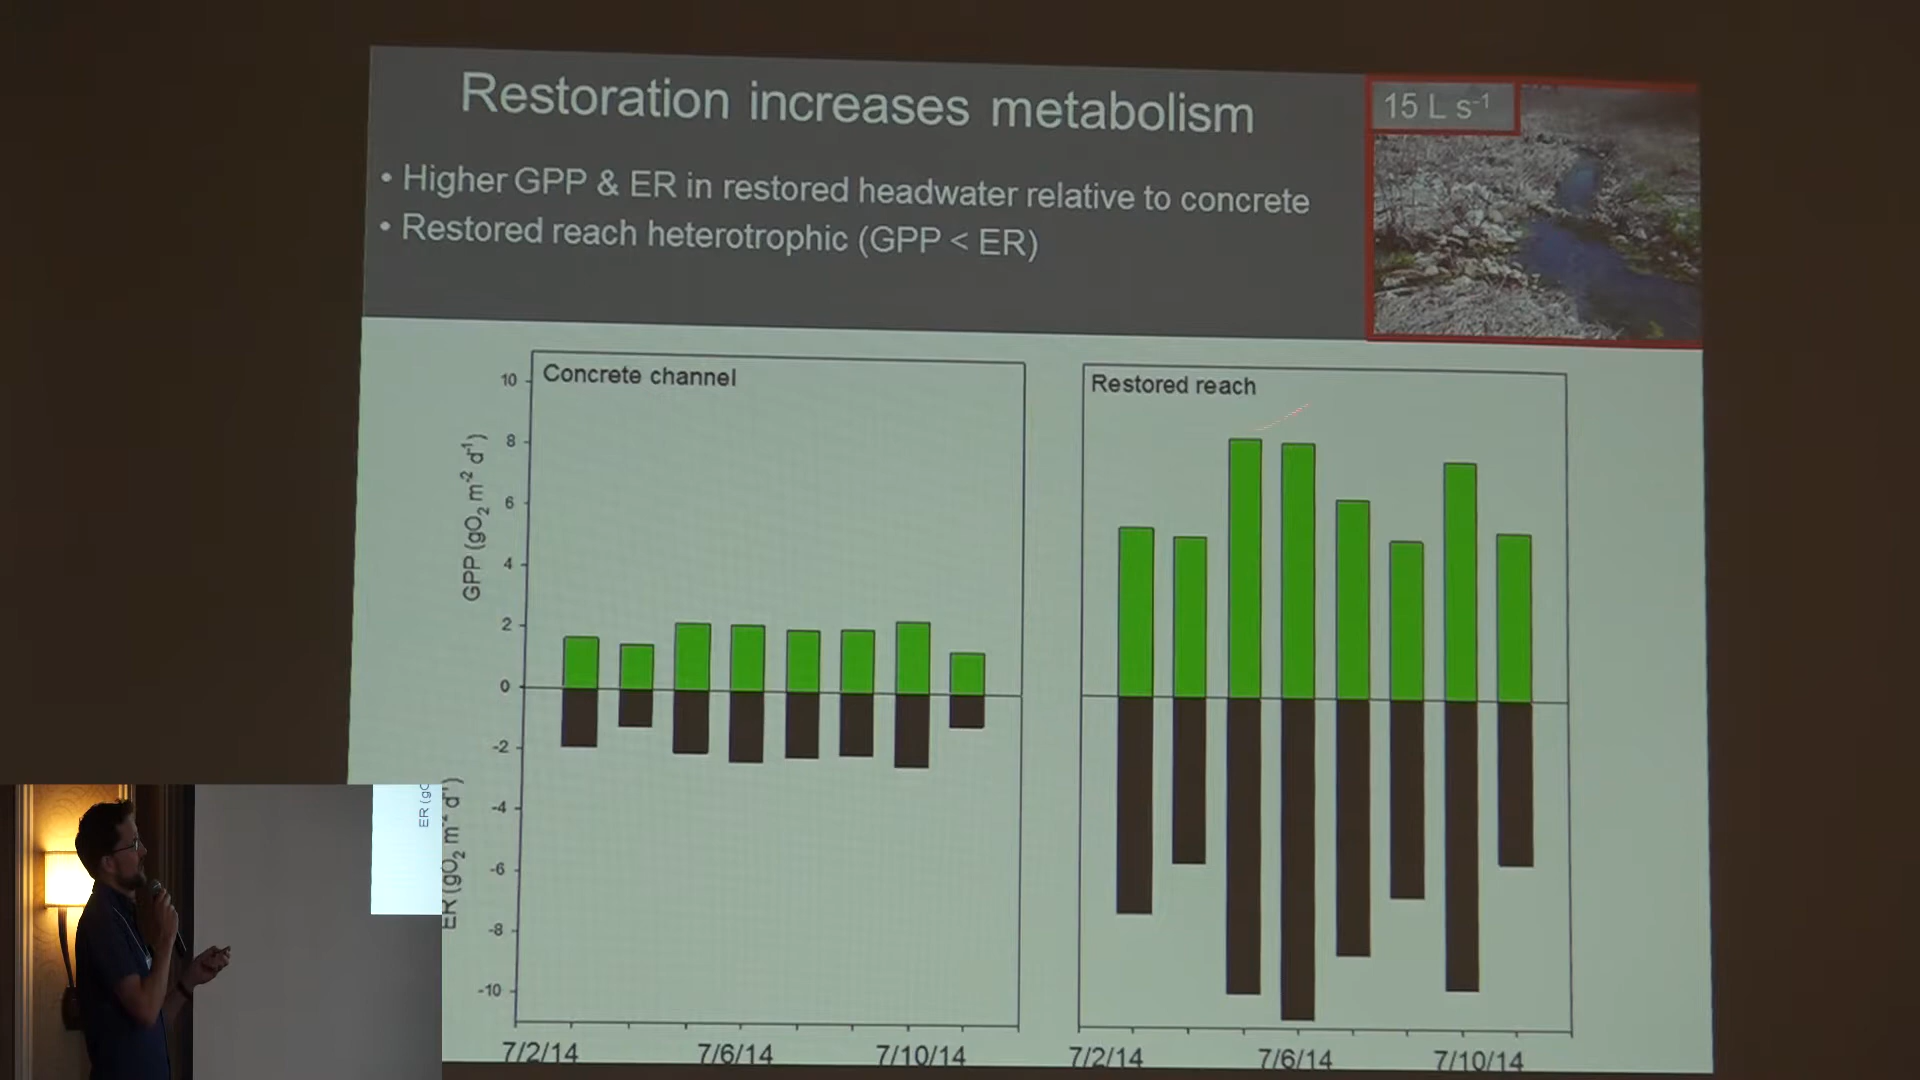 Restoration increases metabolism
15 L s⁻¹
• Higher GPP & ER in restored headwater relative to concrete
• Restored reach heterotrophic (GPP < ER)
Concrete channel
Restored reach
10
8
6
4
2
0
-2
-4
-6
-8
-10
GPP (gO₂ m⁻² d⁻¹)
ER (gO₂ m⁻² d⁻¹)
ER (gO
7/2/14
7/6/14
7/10/14
7/2/14
7/6/14
7/10/14